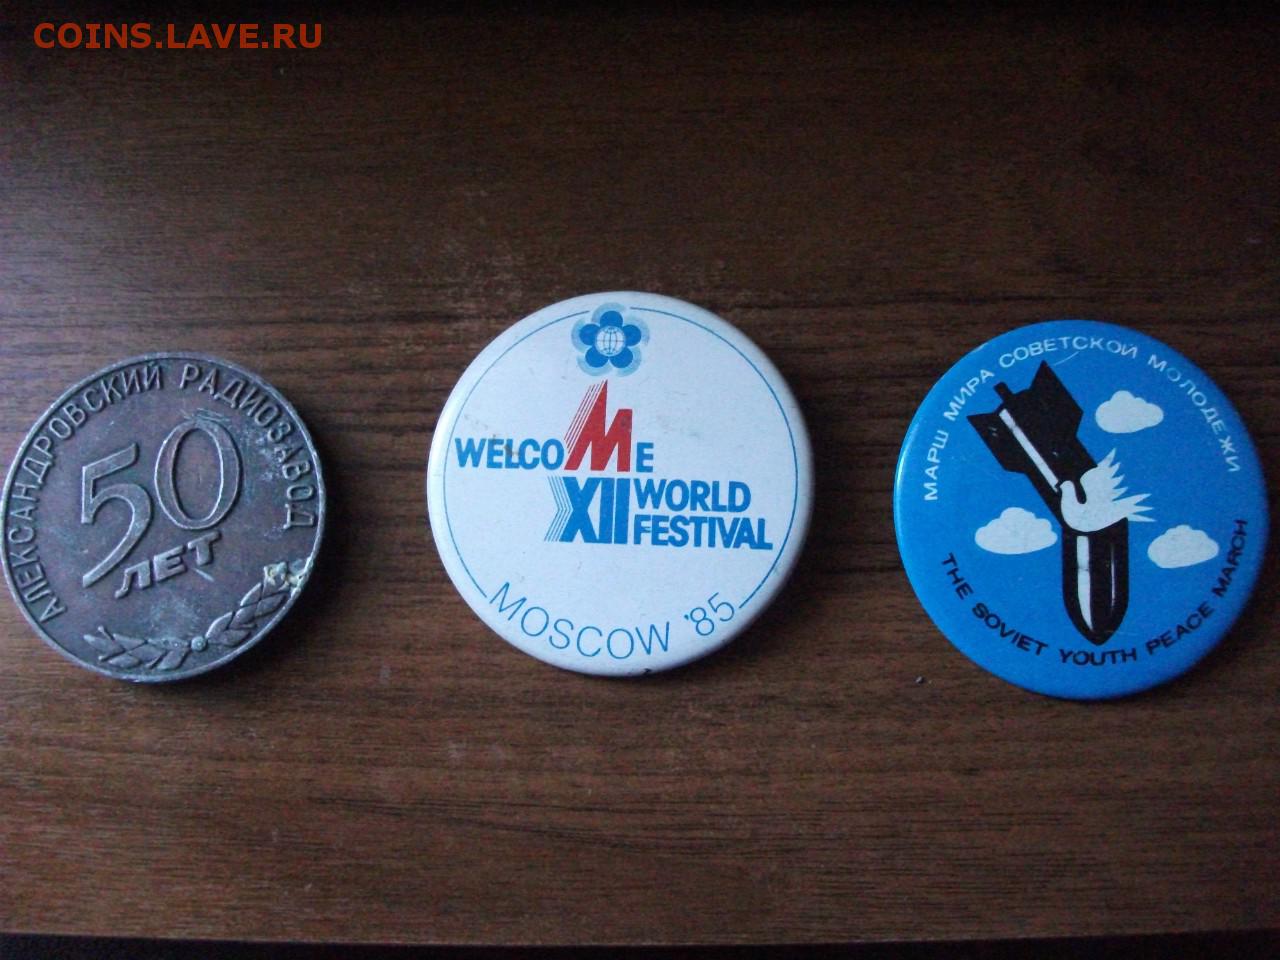 COINS.LAVE.RU
АЛЕКСАНДРОВСКИЙ РАДИОЗАВОД
50
ЛЕТ
WELCOME
XII WORLD
FESTIVAL
MOSCOW '85
МАРШ МИРА СОВЕТСКОЙ МОЛОДЕЖИ
THE SOVIET YOUTH PEACE MARCH